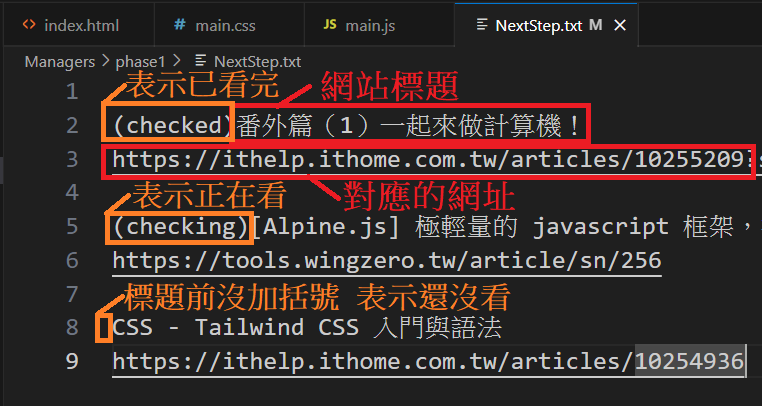 index.html
main.css
JS main.js
NextStep.txt M
Managers > phase1 > NextStep.txt
表示已看完
網站標題
1
2 (checked)番外篇（1）一起來做計算機！
3 https://ithelp.ithome.com.tw/articles/10255209?s
4
表示正在看
對應的網址
5 (checking)[Alpine.js] 極輕量的 javascript 框架，
6 https://tools.wingzero.tw/article/sn/256
7
標題前沒加括號 表示還沒看
8 CSS - Tailwind CSS 入門與語法
9 https://ithelp.ithome.com.tw/articles/10254936